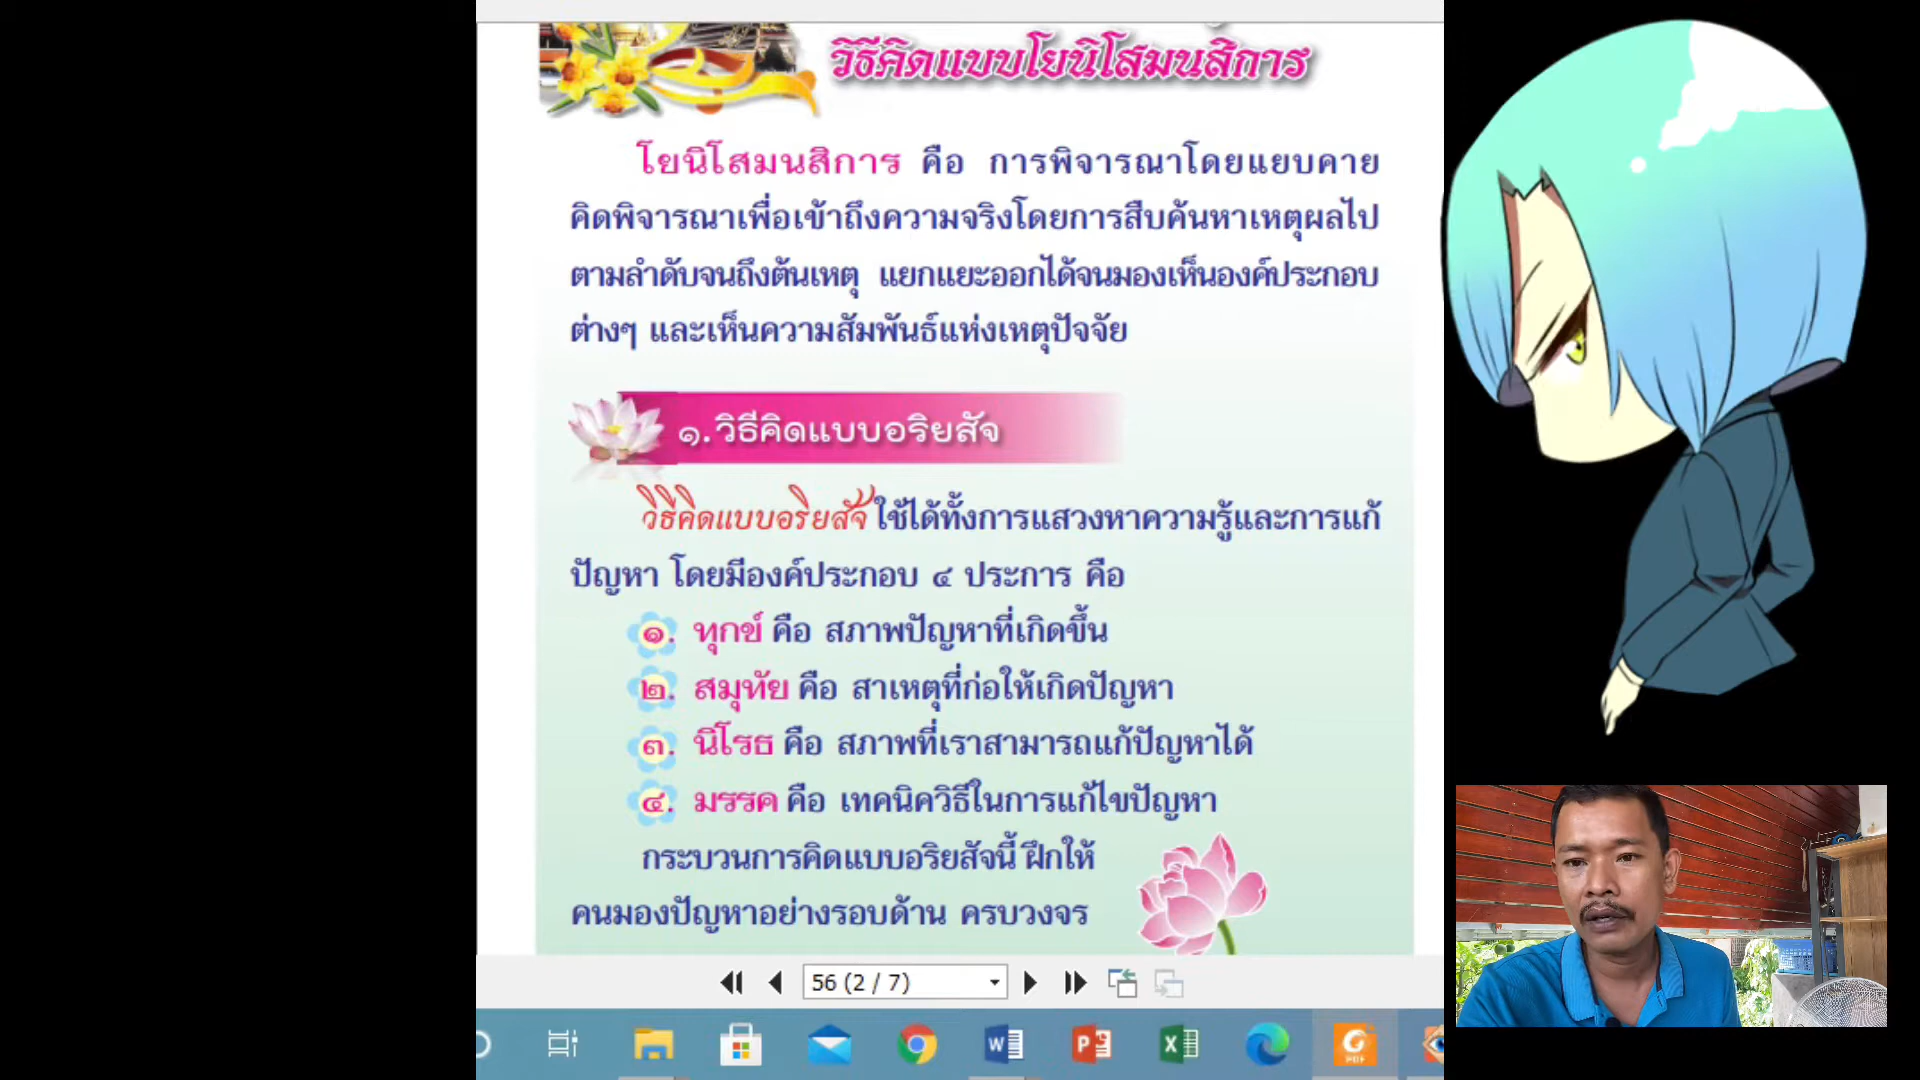 วิธีคิดแบบโยนิโสมนสิการ
โยนิโสมนสิการ คือ การพิจารณาโดยแยบคาย
คิดพิจารณาเพื่อเข้าถึงความจริงโดยการสืบค้นหาเหตุผลไป
ตามลำดับจนถึงต้นเหตุ แยกแยะออกได้จนมองเห็นองค์ประกอบ
ต่างๆ และเห็นความสัมพันธ์แห่งเหตุปัจจัย
๑. วิธีคิดแบบอริยสัจ
วิธีคิดแบบอริยสัจ ใช้ได้ทั้งการแสวงหาความรู้และการแก้
ปัญหา โดยมีองค์ประกอบ ๔ ประการ คือ
๑. ทุกข์ คือ สภาพปัญหาที่เกิดขึ้น
๒. สมุทัย คือ สาเหตุที่ก่อให้เกิดปัญหา
๓. นิโรธ คือ สภาพที่เราสามารถแก้ปัญหาได้
๔. มรรค คือ เทคนิควิธีในการแก้ไขปัญหา
กระบวนการคิดแบบอริยสัจนี้ ฝึกให้
คนมองปัญหาอย่างรอบด้าน ครบวงจร
56 (2 / 7)
W P X PDF